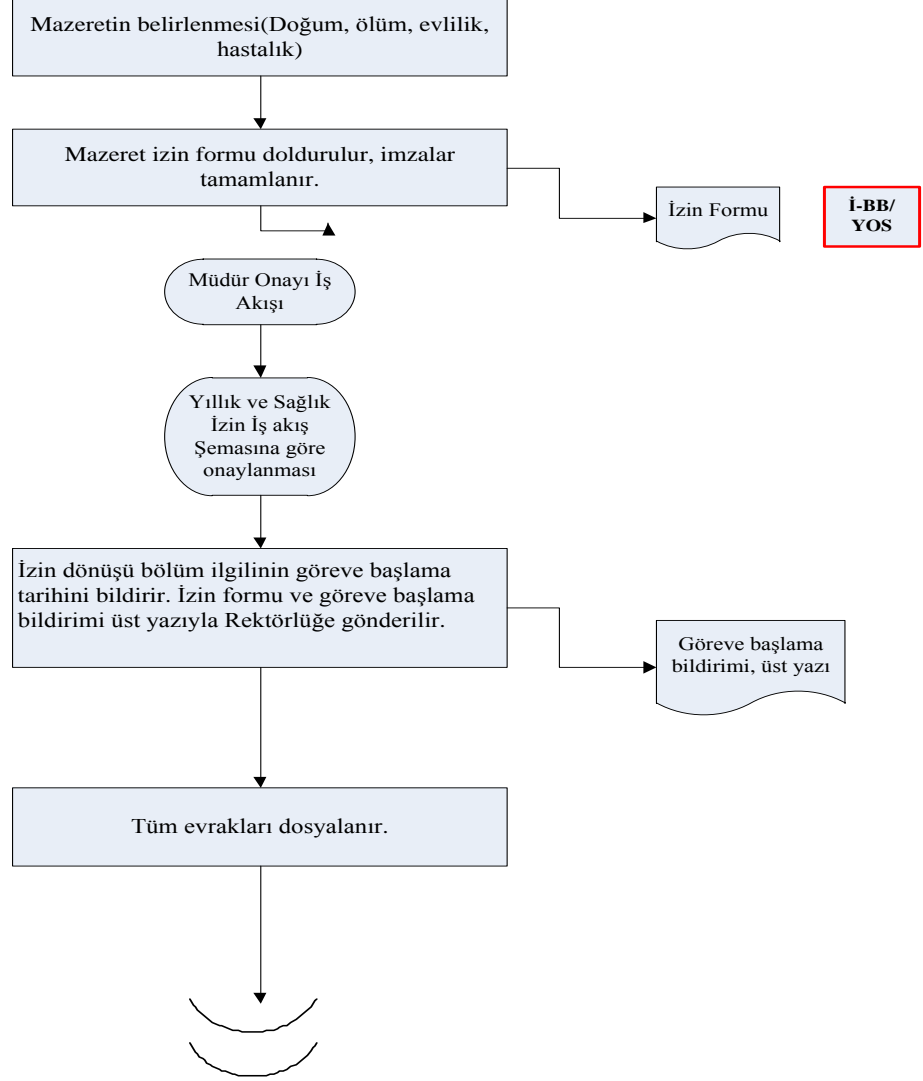 Mazeretin belirlenmesi(Doğum, ölüm, evlilik,
hastalık)
Mazeret izin formu doldurulur, imzalar
tamamlanır.
İzin Formu
İ-BB/
YOS
Müdür Onayı İş
Akışı
Yıllık ve Sağlık
İzin İş akış
Şemasına göre
onaylanması
İzin dönüşü bölüm ilgilinin göreve başlama
tarihini bildirir. İzin formu ve göreve başlama
bildirimi üst yazıyla Rektörlüğe gönderilir.
Göreve başlama
bildirimi, üst yazı
Tüm evrakları dosyalanır.